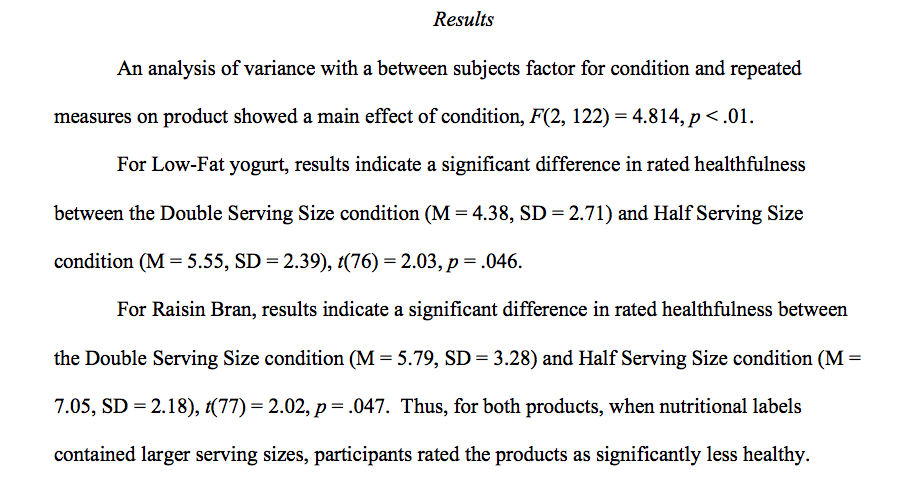 Results
An analysis of variance with a between subjects factor for condition and repeated
measures on product showed a main effect of condition, F(2, 122) = 4.814, p < .01.
For Low-Fat yogurt, results indicate a significant difference in rated healthfulness
between the Double Serving Size condition (M = 4.38, SD = 2.71) and Half Serving Size
condition (M = 5.55, SD = 2.39), t(76) = 2.03, p = .046.
For Raisin Bran, results indicate a significant difference in rated healthfulness between
the Double Serving Size condition (M = 5.79, SD = 3.28) and Half Serving Size condition (M =
7.05, SD = 2.18), t(77) = 2.02, p = .047.  Thus, for both products, when nutritional labels
contained larger serving sizes, participants rated the products as significantly less healthy.